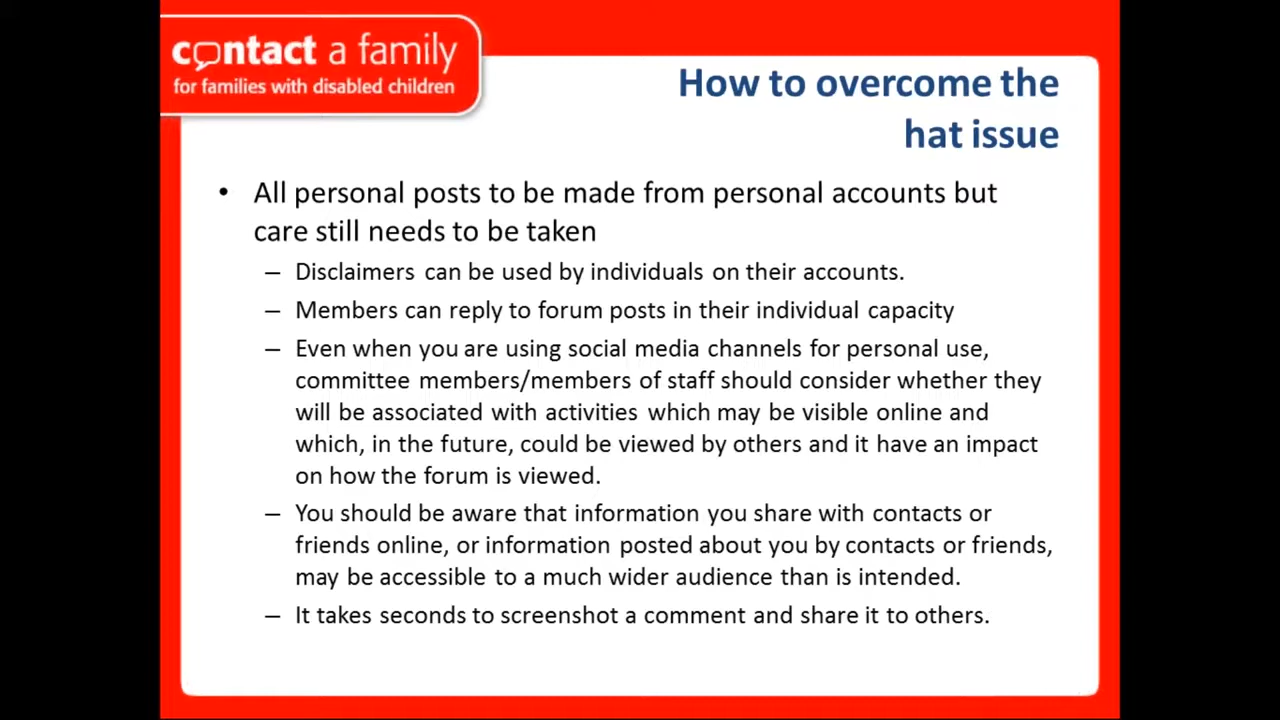 contact a family
for families with disabled children
How to overcome the
hat issue
• All personal posts to be made from personal accounts but
care still needs to be taken
– Disclaimers can be used by individuals on their accounts.
– Members can reply to forum posts in their individual capacity
– Even when you are using social media channels for personal use,
committee members/members of staff should consider whether they
will be associated with activities which may be visible online and
which, in the future, could be viewed by others and it have an impact
on how the forum is viewed.
– You should be aware that information you share with contacts or
friends online, or information posted about you by contacts or friends,
may be accessible to a much wider audience than is intended.
– It takes seconds to screenshot a comment and share it to others.